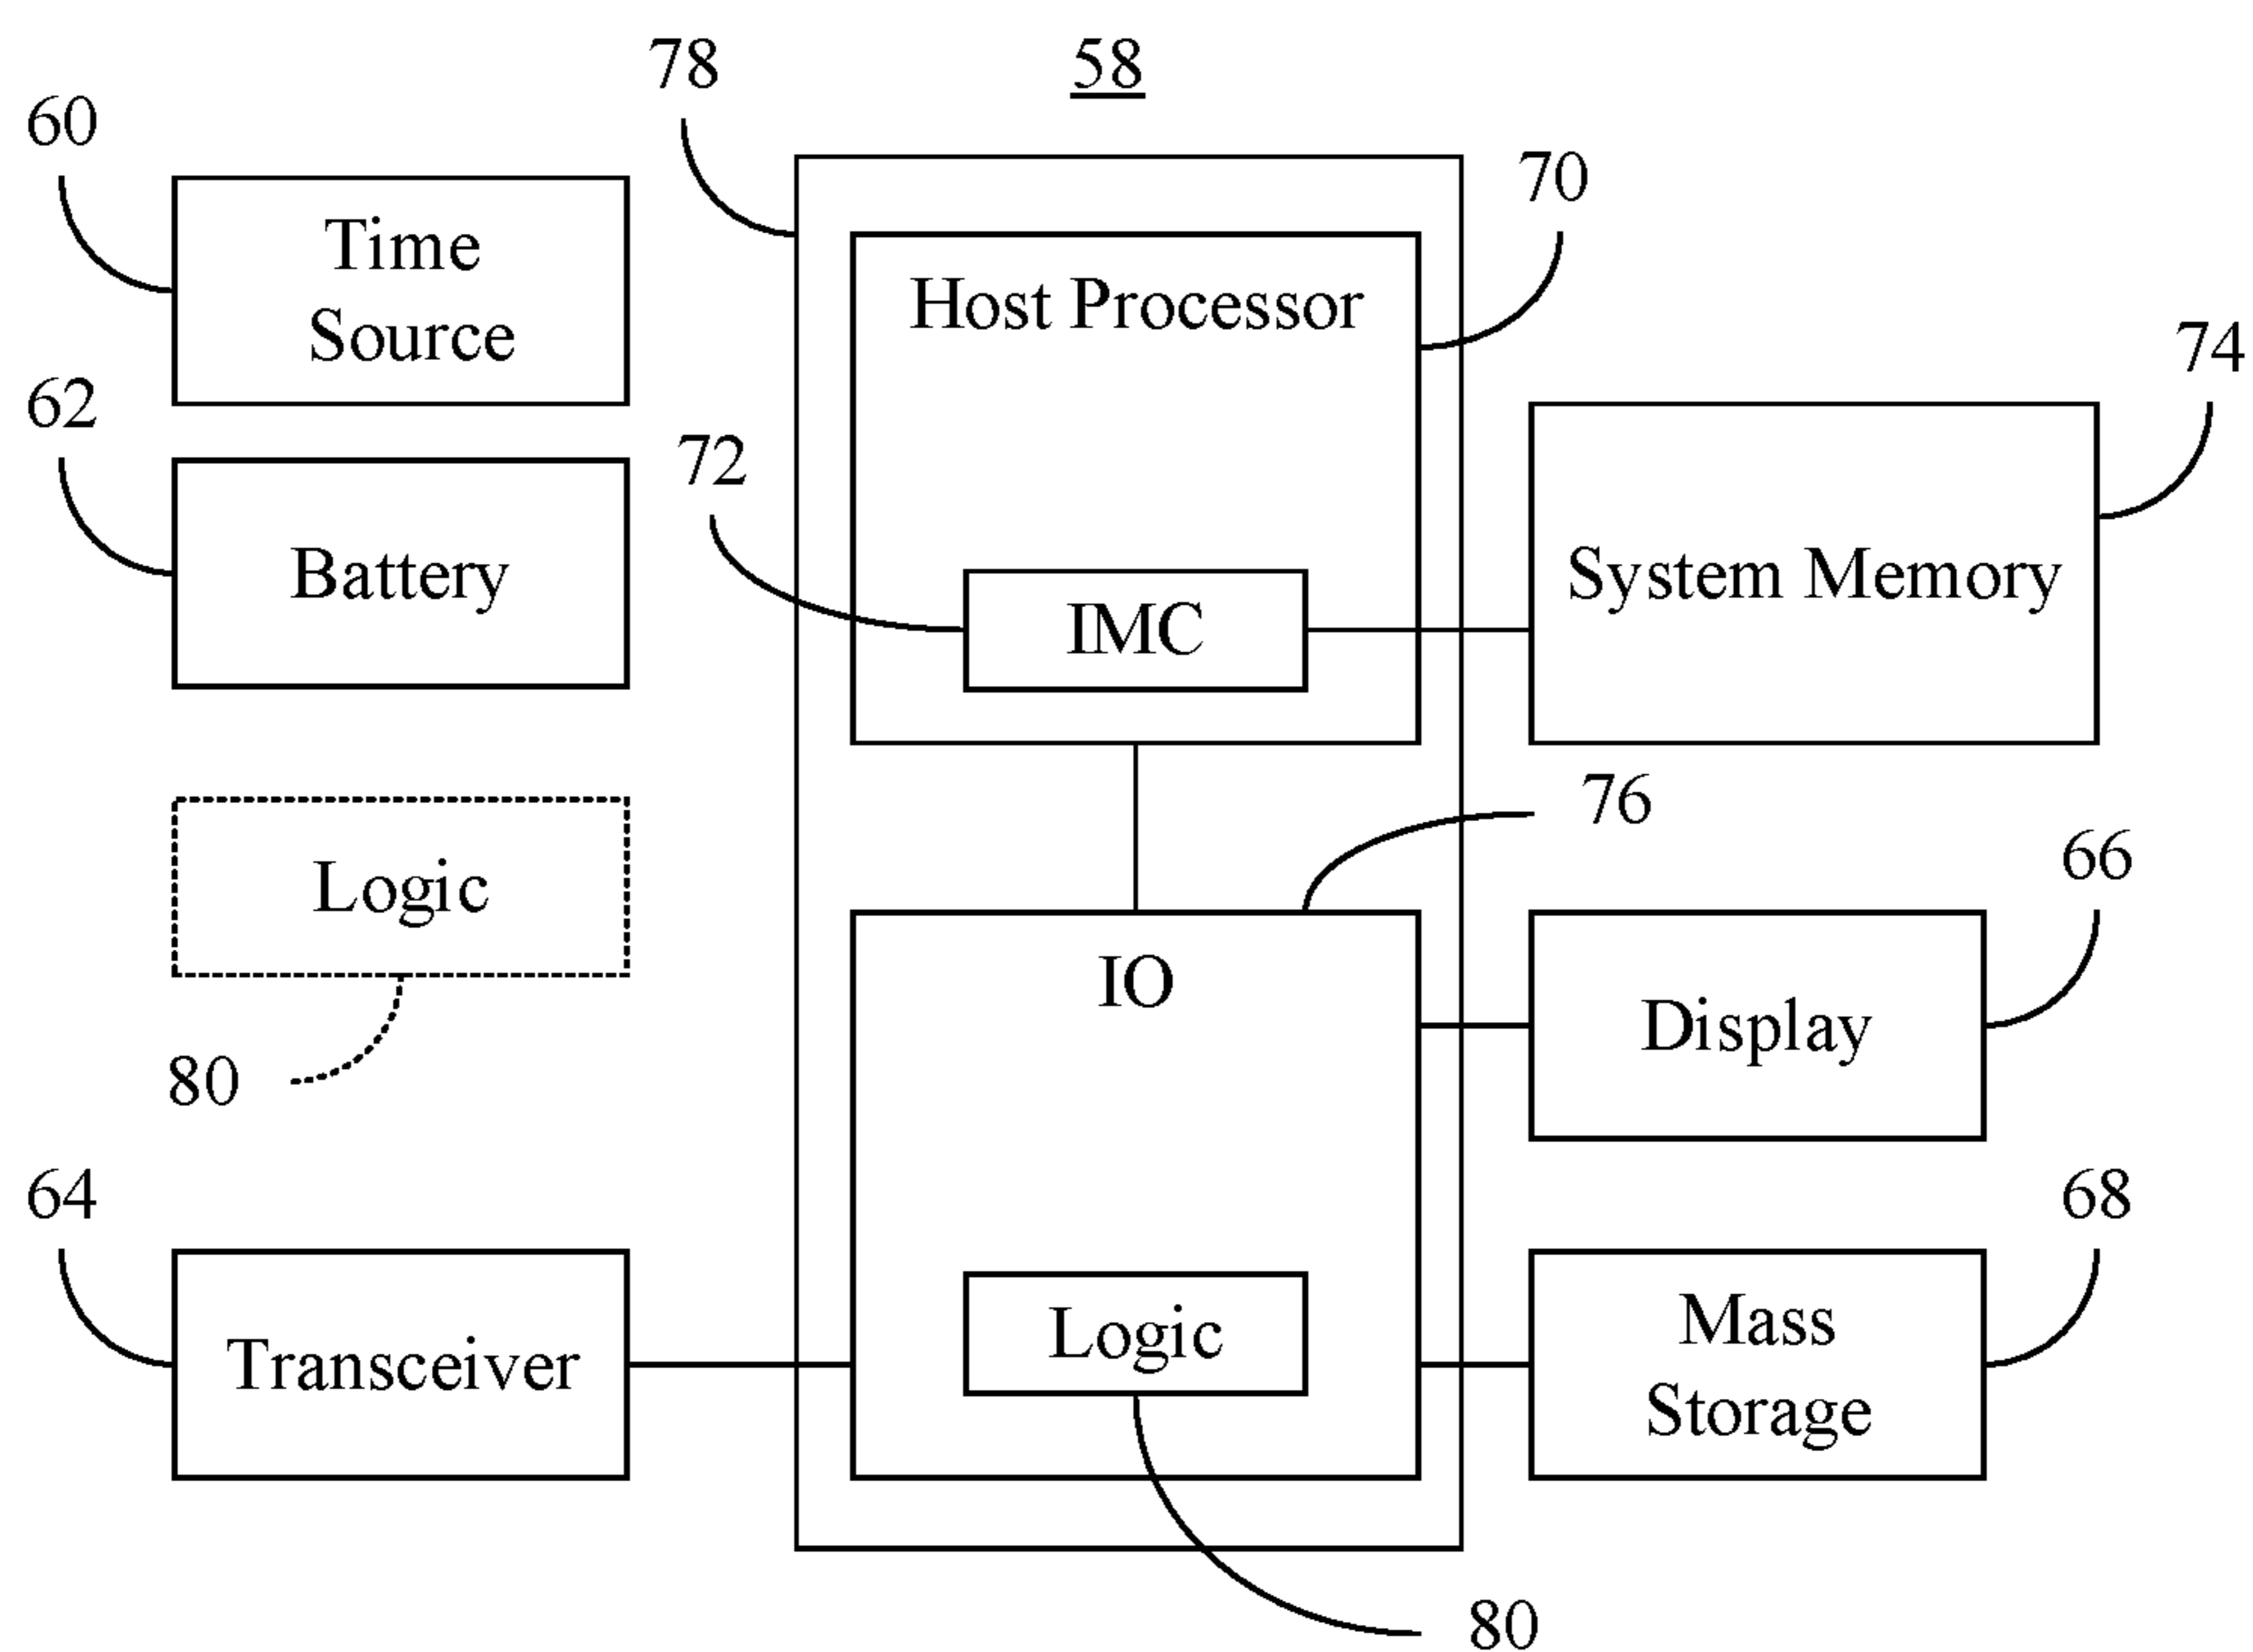 58
78
60
70
Time
Source
Host Processor
74
62
72
Battery
System Memory
IMC
76
66
Logic
IO
Display
80
64
68
Transceiver
Logic
Mass
Storage
80